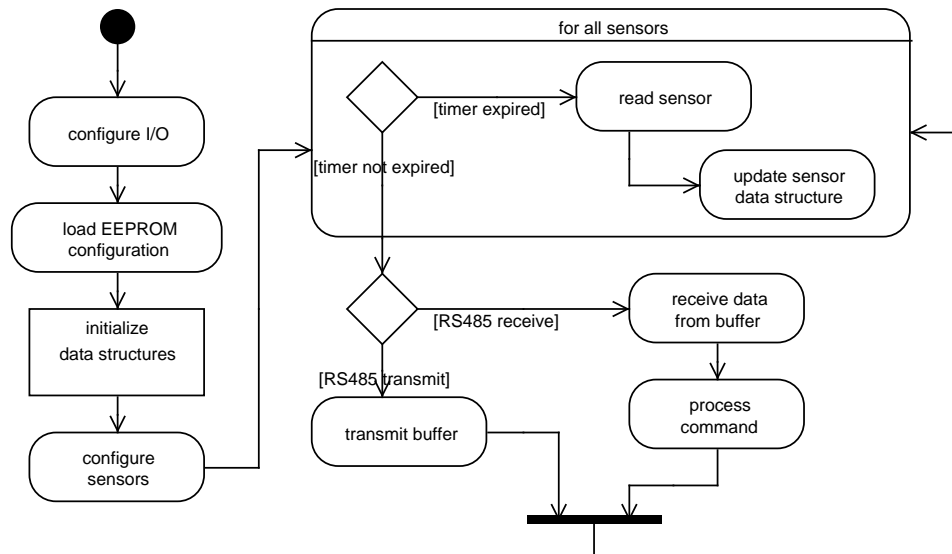 for all sensors
configure I/O
load EEPROM
configuration
initialize
data structures
configure
sensors
[timer expired]
read sensor
[timer not expired]
update sensor
data structure
[RS485 receive]
receive data
from buffer
[RS485 transmit]
transmit buffer
process
command